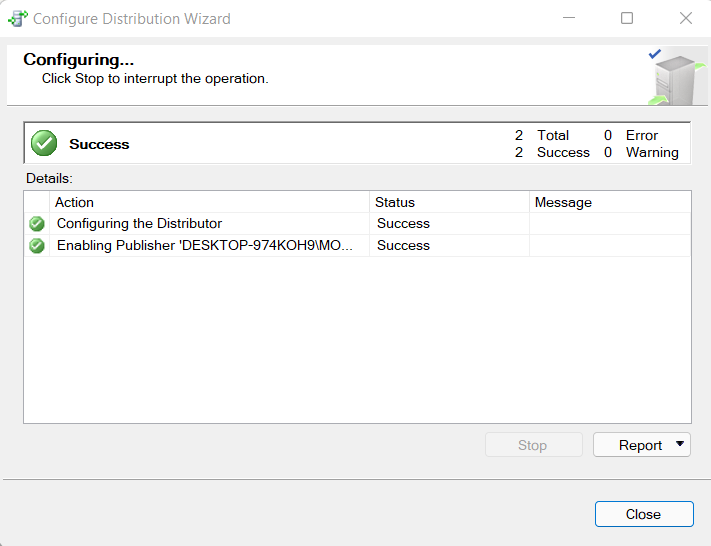 Configure Distribution Wizard
Configuring...
Click Stop to interrupt the operation.
Success
2 Total 0 Error
2 Success 0 Warning
Details:
Action Status Message
Configuring the Distributor Success
Enabling Publisher 'DESKTOP-974KOH9\MO... Success
Stop Report
Close